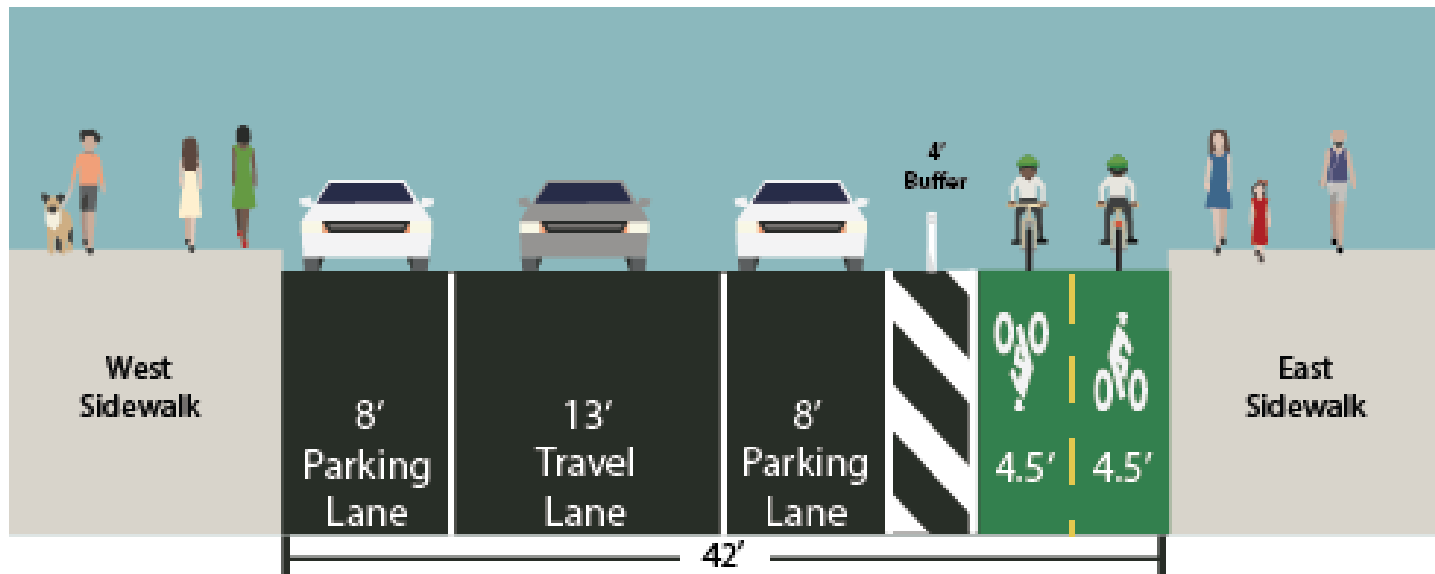 4’
Buffer
West
Sidewalk
8’
Parking
Lane
13’
Travel
Lane
8’
Parking
Lane
4.5’
4.5’
East
Sidewalk
42’